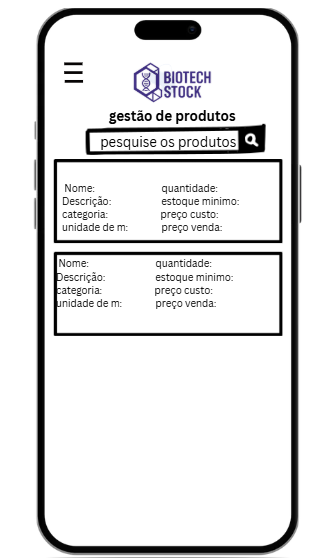 BIOTECH
STOCK
gestão de produtos
pesquise os produtos
Nome: quantidade:
Descrição: estoque minimo:
categoria: preço custo:
unidade de m: preço venda:
Nome: quantidade:
Descrição: estoque minimo:
categoria: preço custo:
unidade de m: preço venda: